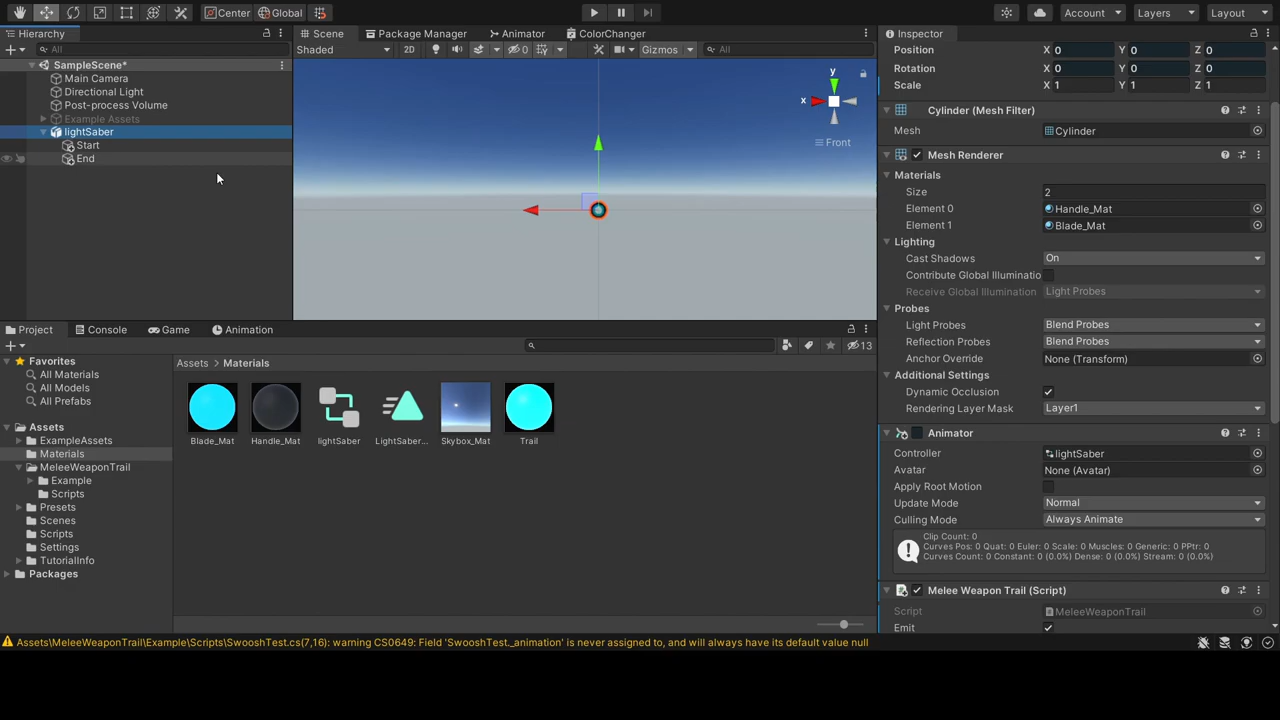 Center Global Account Layers Layout
Hierarchy Scene Package Manager Animator ColorChanger Inspector
All Shaded 2D 0 Gizmos All
SampleScene*
Main Camera
Directional Light
Post-process Volume
Example Assets
lightSaber
Start
End
y
x
Front
Position X 0 Y 0 Z 0
Rotation X 0 Y 0 Z 0
Scale X 1 Y 1 Z 1
Cylinder (Mesh Filter)
Mesh Cylinder
Mesh Renderer
Materials
Size 2
Element 0 Handle_Mat
Element 1 Blade_Mat
Lighting
Cast Shadows On
Contribute Global Illuminatio
Receive Global Illumination Light Probes
Probes
Light Probes Blend Probes
Reflection Probes Blend Probes
Anchor Override None (Transform)
Additional Settings
Dynamic Occlusion
Rendering Layer Mask Layer1
Animator
Controller lightSaber
Avatar None (Avatar)
Apply Root Motion
Update Mode Normal
Culling Mode Always Animate
Clip Count: 0
Curves Pos: 0 Quat: 0 Euler: 0 Scale: 0 Muscles: 0 Generic: 0 PPtr: 0
Curves Count: 0 Constant: 0 (0.0%) Dense: 0 (0.0%) Stream: 0 (0.0%)
Melee Weapon Trail (Script)
Script MeleeWeaponTrail
Emit
Project Console Game Animation
13
Favorites
All Materials
All Models
All Prefabs
Assets
ExampleAssets
Materials
MeleeWeaponTrail
Example
Scripts
Presets
Scenes
Scripts
Settings
TutorialInfo
Packages
Assets Materials
Blade_Mat Handle_Mat lightSaber LightSaber... Skybox_Mat Trail
Assets\MeleeWeaponTrail\Example\Scripts\SwooshTest.cs(7,16): warning CS0649: Field 'SwooshTest._animation' is never assigned to, and will always have its default value null